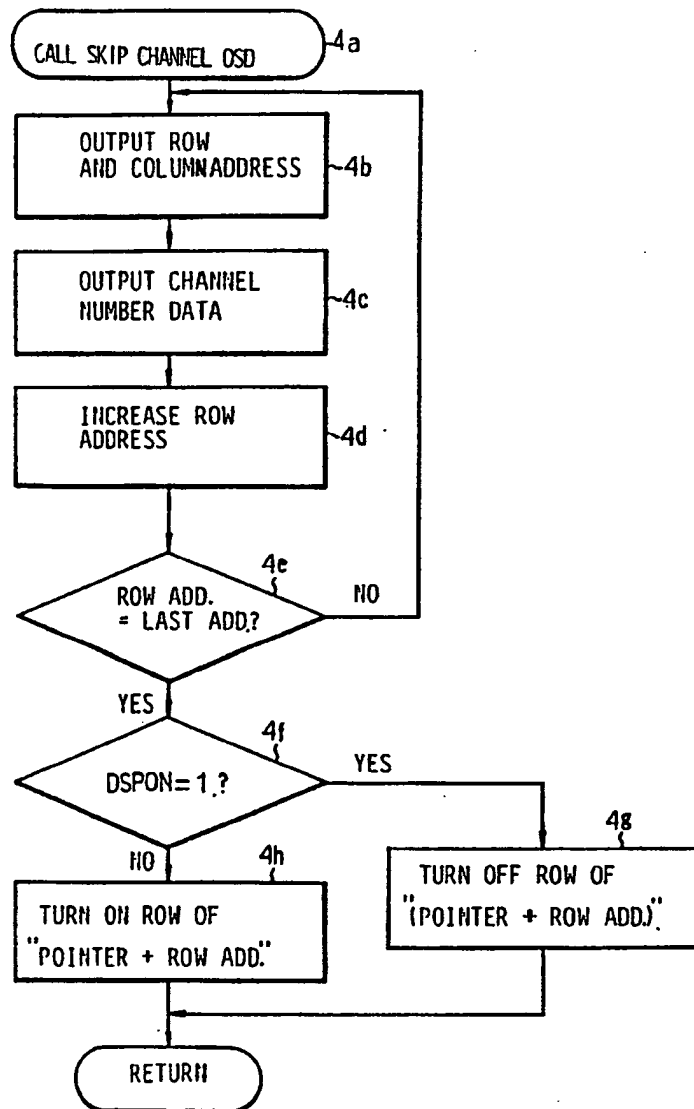 CALL SKIP CHANNEL OSD
4a
OUTPUT ROW
AND COLUMNADDRESS
4b
OUTPUT CHANNEL
NUMBER DATA
4c
INCREASE ROW
ADDRESS
4d
4e
ROW ADD.
= LAST ADD.?
NO
YES
4f
DSPON=1.?
YES
NO
4h
TURN ON ROW OF
"POINTER + ROW ADD."
4g
TURN OFF ROW OF
"(POINTER + ROW ADD.)"
RETURN